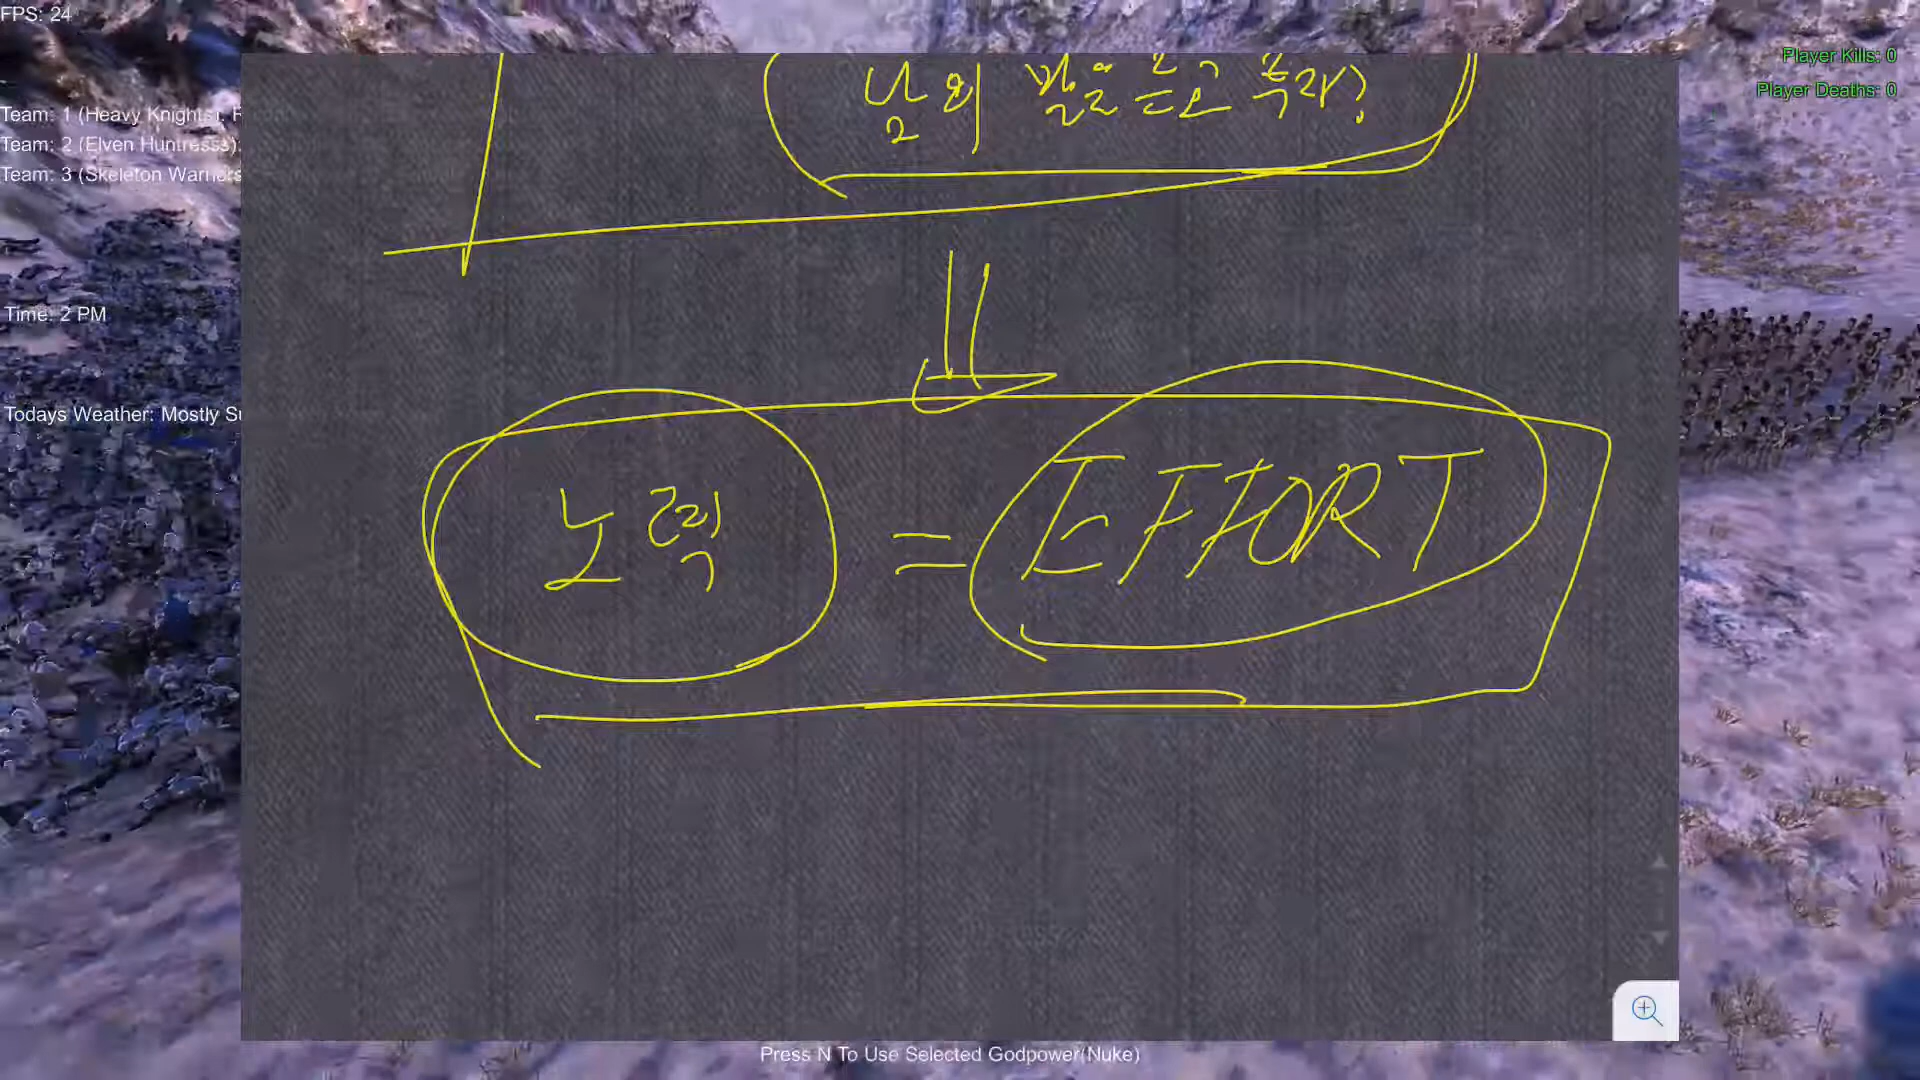 FPS: 24
Player Kills: 0
Player Deaths: 0
Team: 1 (Heavy Knights): R
Team: 2 (Elven Huntresss):
Team: 3 (Skeleton Warriors
Time: 2 PM
Todays Weather: Mostly Su
노력 = EFFORT
Press N To Use Selected Godpower(Nuke)